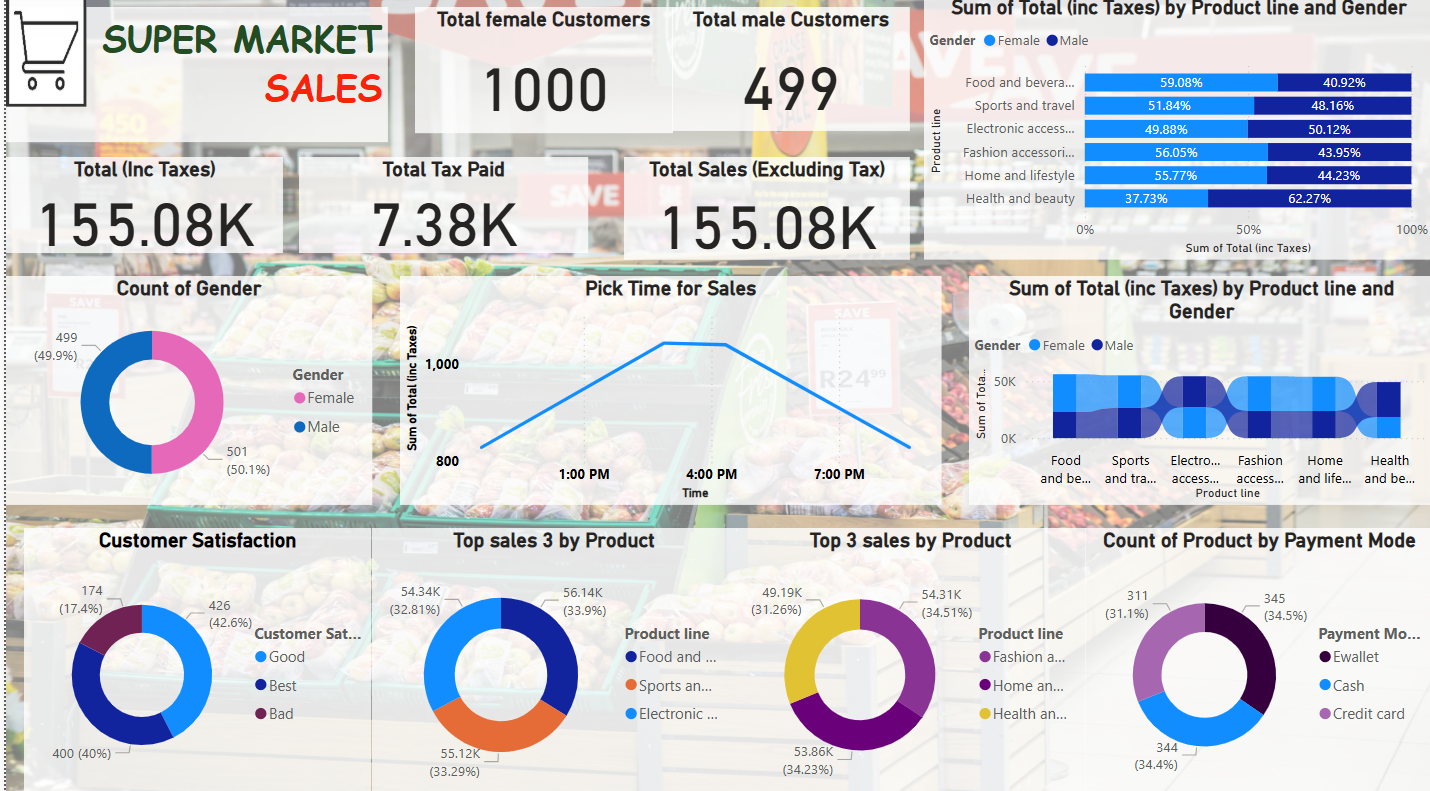 SUPER MARKET
SALES
Total female Customers
1000
Total male Customers
499
Total (Inc Taxes)
155.08K
Total Tax Paid
7.38K
Total Sales (Excluding Tax)
155.08K
Sum of Total (inc Taxes) by Product line and Gender
Gender Female Male
Product line
Food and bevera... 59.08% 40.92%
Sports and travel 51.84% 48.16%
Electronic access... 49.88% 50.12%
Fashion accessori... 56.05% 43.95%
Home and lifestyle 55.77% 44.23%
Health and beauty 37.73% 62.27%
0% 50% 100%
Sum of Total (inc Taxes)
Count of Gender
499
(49.9%)
501
(50.1%)
Gender
Female
Male
Pick Time for Sales
Sum of Total (inc Taxes)
1,000
800
1:00 PM 4:00 PM 7:00 PM
Time
Sum of Total (inc Taxes) by Product line and
Gender
Gender Female Male
Sum of Tota...
50K
0K
Food Sports Electro... Fashion Home Health
and be... and tra... access... access... and life... and be...
Product line
Customer Satisfaction
174
(17.4%)
426
(42.6%)
400 (40%)
Customer Sat...
Good
Best
Bad
Top sales 3 by Product
54.34K
(32.81%)
56.14K
(33.9%)
55.12K
(33.29%)
Product line
Food and ...
Sports an...
Electronic ...
Top 3 sales by Product
49.19K
(31.26%)
54.31K
(34.51%)
53.86K
(34.23%)
Product line
Fashion a...
Home an...
Health an...
Count of Product by Payment Mode
311
(31.1%)
345
(34.5%)
344
(34.4%)
Payment Mo...
Ewallet
Cash
Credit card
SAVE
SAVE
SAVE
R24⁹⁹
450
SALE